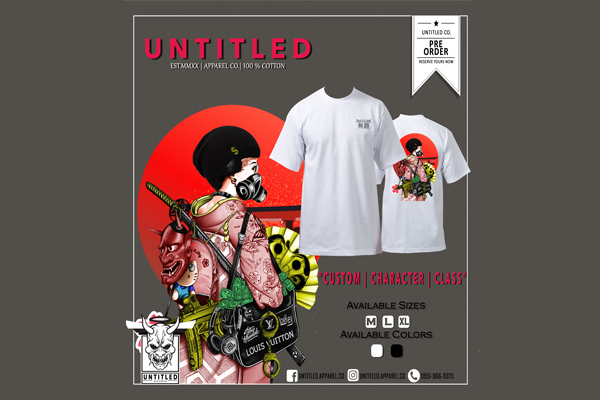 UNTITLED
EST.MMXX | APPAREL CO.| 100 % COTTON
UNTITLED CO.
PRE
ORDER
RESERVE YOURS NOW
"CUSTOM | CHARACTER | CLASS"
Available Sizes
M L XL
Available Colors
LV
LOUIS VUITTON
UNTITLED
UNTITLED.APPAREL.CO
UNTITLED.APPAREL.CO